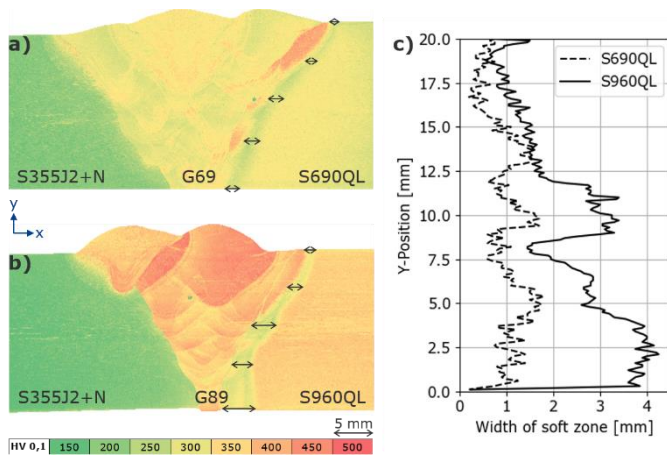 a)
S355J2+N G69 S690QL
y
x
b)
S355J2+N G89 S960QL
5 mm
HV 0,1 150 200 250 300 350 400 450 500
c)
S690QL
S960QL
20.0
17.5
15.0
12.5
10.0
7.5
5.0
2.5
0.0
Y-Position [mm]
0 1 2 3 4
Width of soft zone [mm]